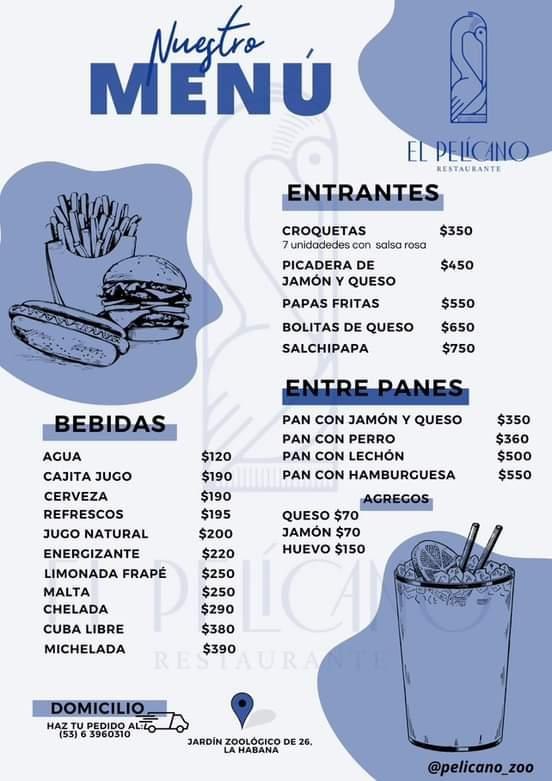 Nuestro
MENÚ
EL PELÍCANO
RESTAURANTE
ENTRANTES
CROQUETAS $350
7 unidadedes con salsa rosa
PICADERA DE $450
JAMÓN Y QUESO
PAPAS FRITAS $550
BOLITAS DE QUESO $650
SALCHIPAPA $750
ENTRE PANES
PAN CON JAMÓN Y QUESO $350
PAN CON PERRO $360
PAN CON LECHÓN $500
PAN CON HAMBURGUESA $550
AGREGOS
QUESO $70
JAMÓN $70
HUEVO $150
BEBIDAS
AGUA $120
CAJITA JUGO $190
CERVEZA $190
REFRESCOS $195
JUGO NATURAL $200
ENERGIZANTE $220
LIMONADA FRAPÉ $250
MALTA $250
CHELADA $290
CUBA LIBRE $380
MICHELADA $390
EL PELÍCANO
RESTAURANTE
DOMICILIO
HAZ TU PEDIDO AL:
(53) 6 3960310
JARDÍN ZOOLÓGICO DE 26,
LA HABANA
@pelicano_zoo